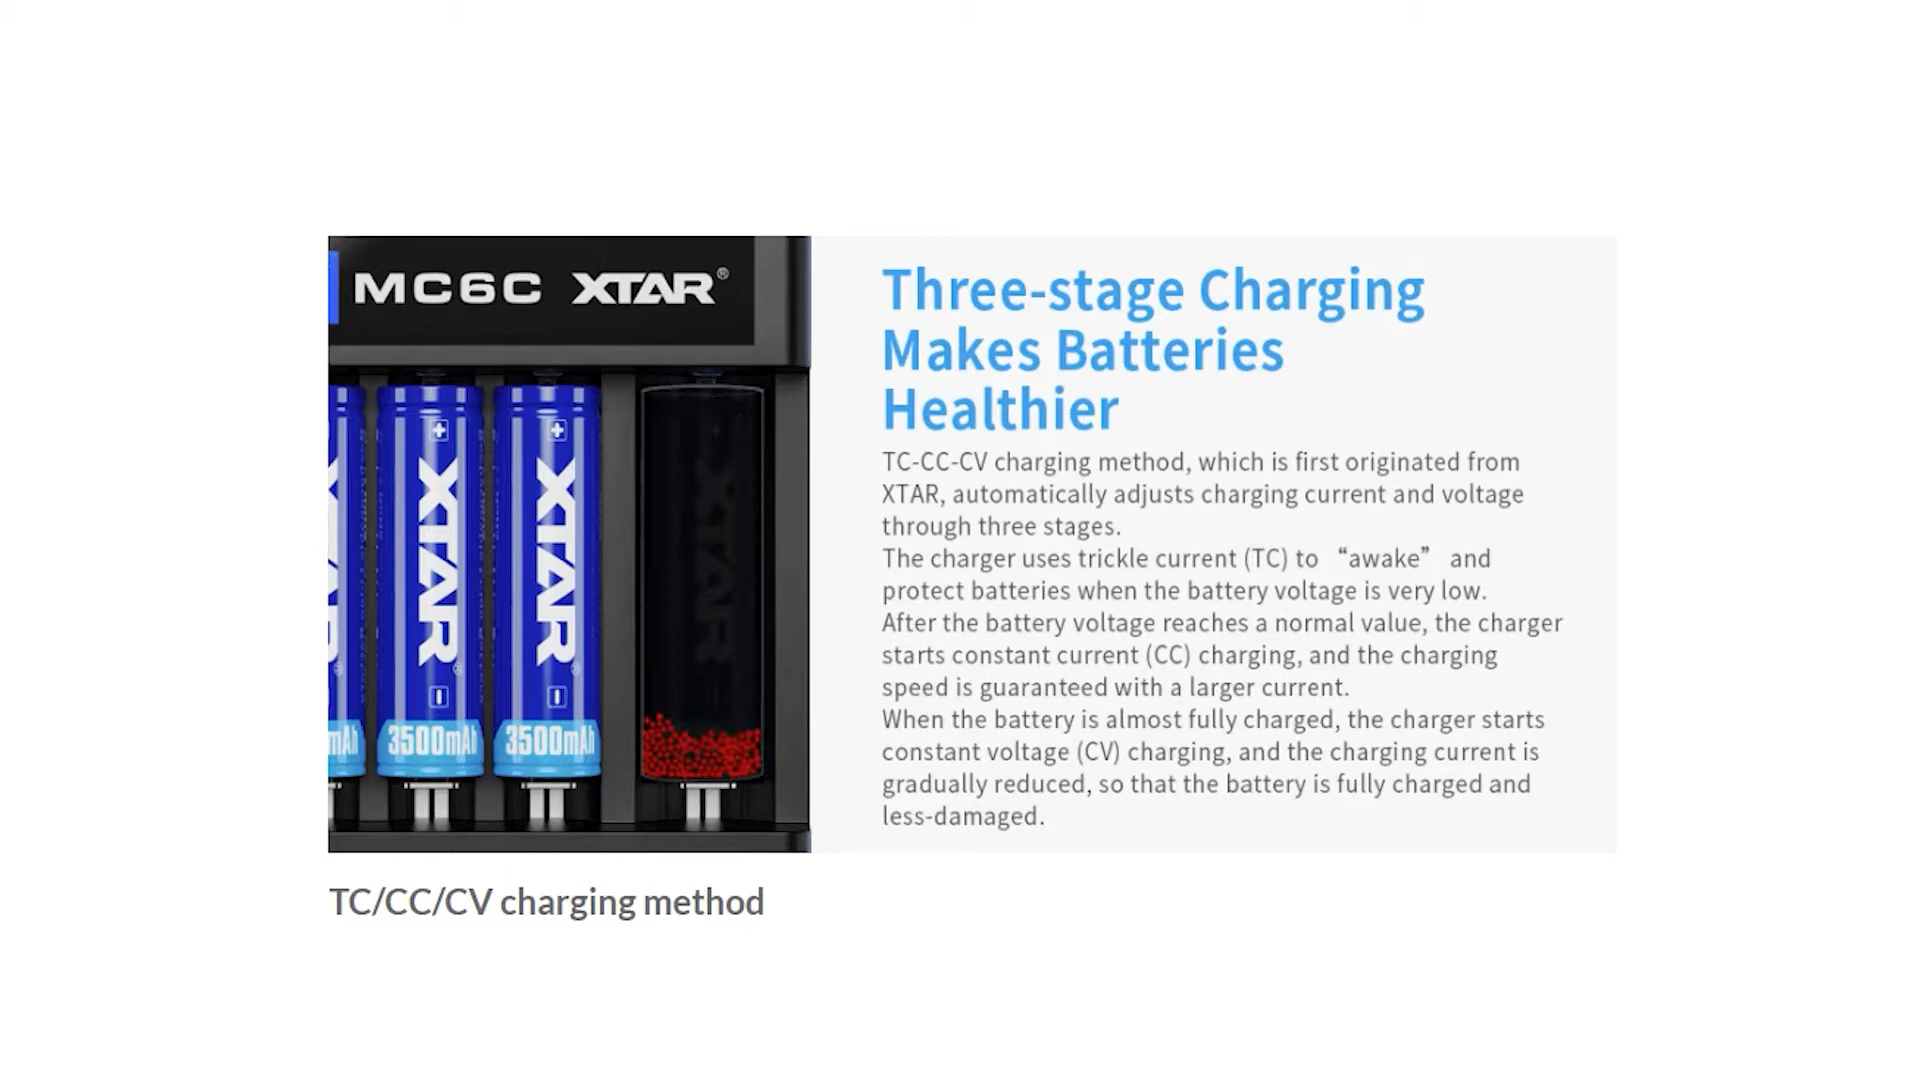 MC6C XTAR®
XTAR
XTAR
XTAR
mAh
3500mAh
3500mAh
Three-stage Charging
Makes Batteries
Healthier
TC-CC-CV charging method, which is first originated from
XTAR, automatically adjusts charging current and voltage
through three stages.
The charger uses trickle current (TC) to “awake” and
protect batteries when the battery voltage is very low.
After the battery voltage reaches a normal value, the charger
starts constant current (CC) charging, and the charging
speed is guaranteed with a larger current.
When the battery is almost fully charged, the charger starts
constant voltage (CV) charging, and the charging current is
gradually reduced, so that the battery is fully charged and
less-damaged.
TC/CC/CV charging method